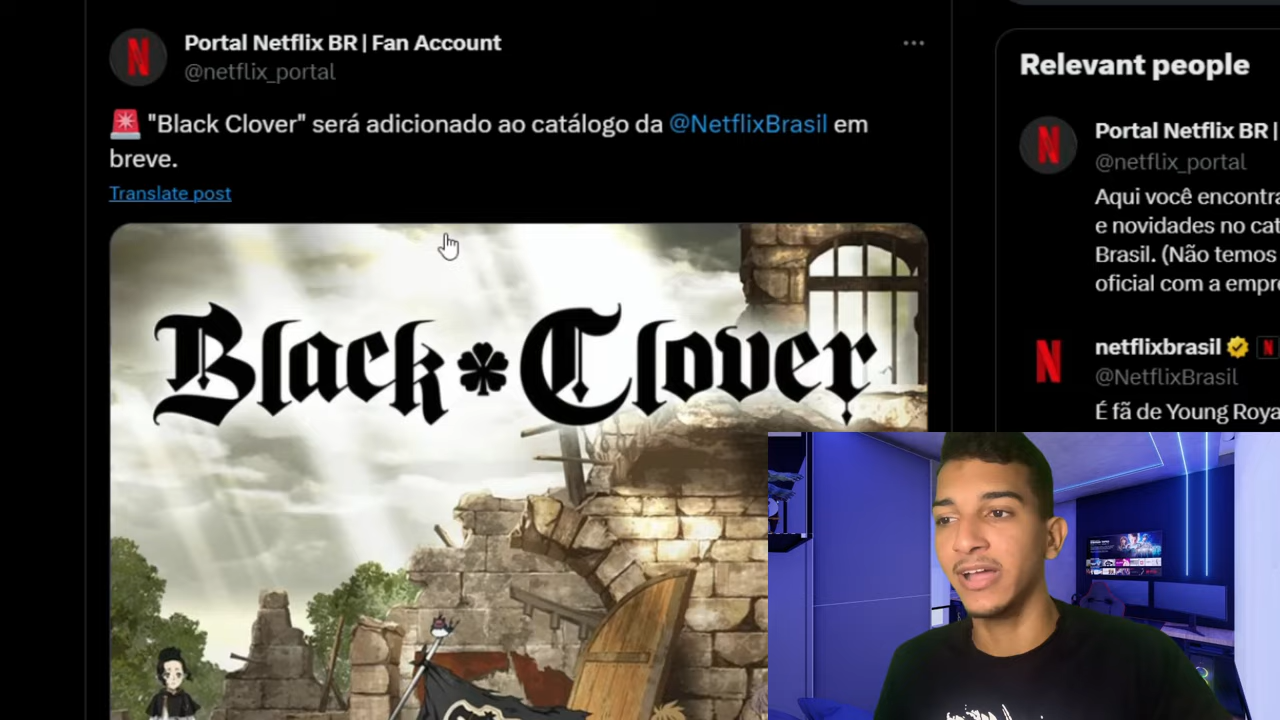 Portal Netflix BR | Fan Account
@netflix_portal
🚨 "Black Clover" será adicionado ao catálogo da @NetflixBrasil em
breve.
Translate post
Black Clover
Relevant people
Portal Netflix BR |
@netflix_portal
Aqui você encontra
e novidades no cat
Brasil. (Não temos
oficial com a empre
netflixbrasil
@NetflixBrasil
É fã de Young Roya